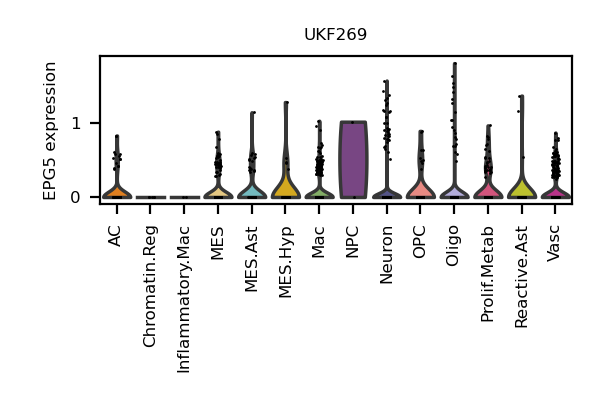 UKF269
EPG5 expression
1
0
AC
Chromatin.Reg
Inflammatory.Mac
MES
MES.Ast
MES.Hyp
Mac
NPC
Neuron
OPC
Oligo
Prolif.Metab
Reactive.Ast
Vasc